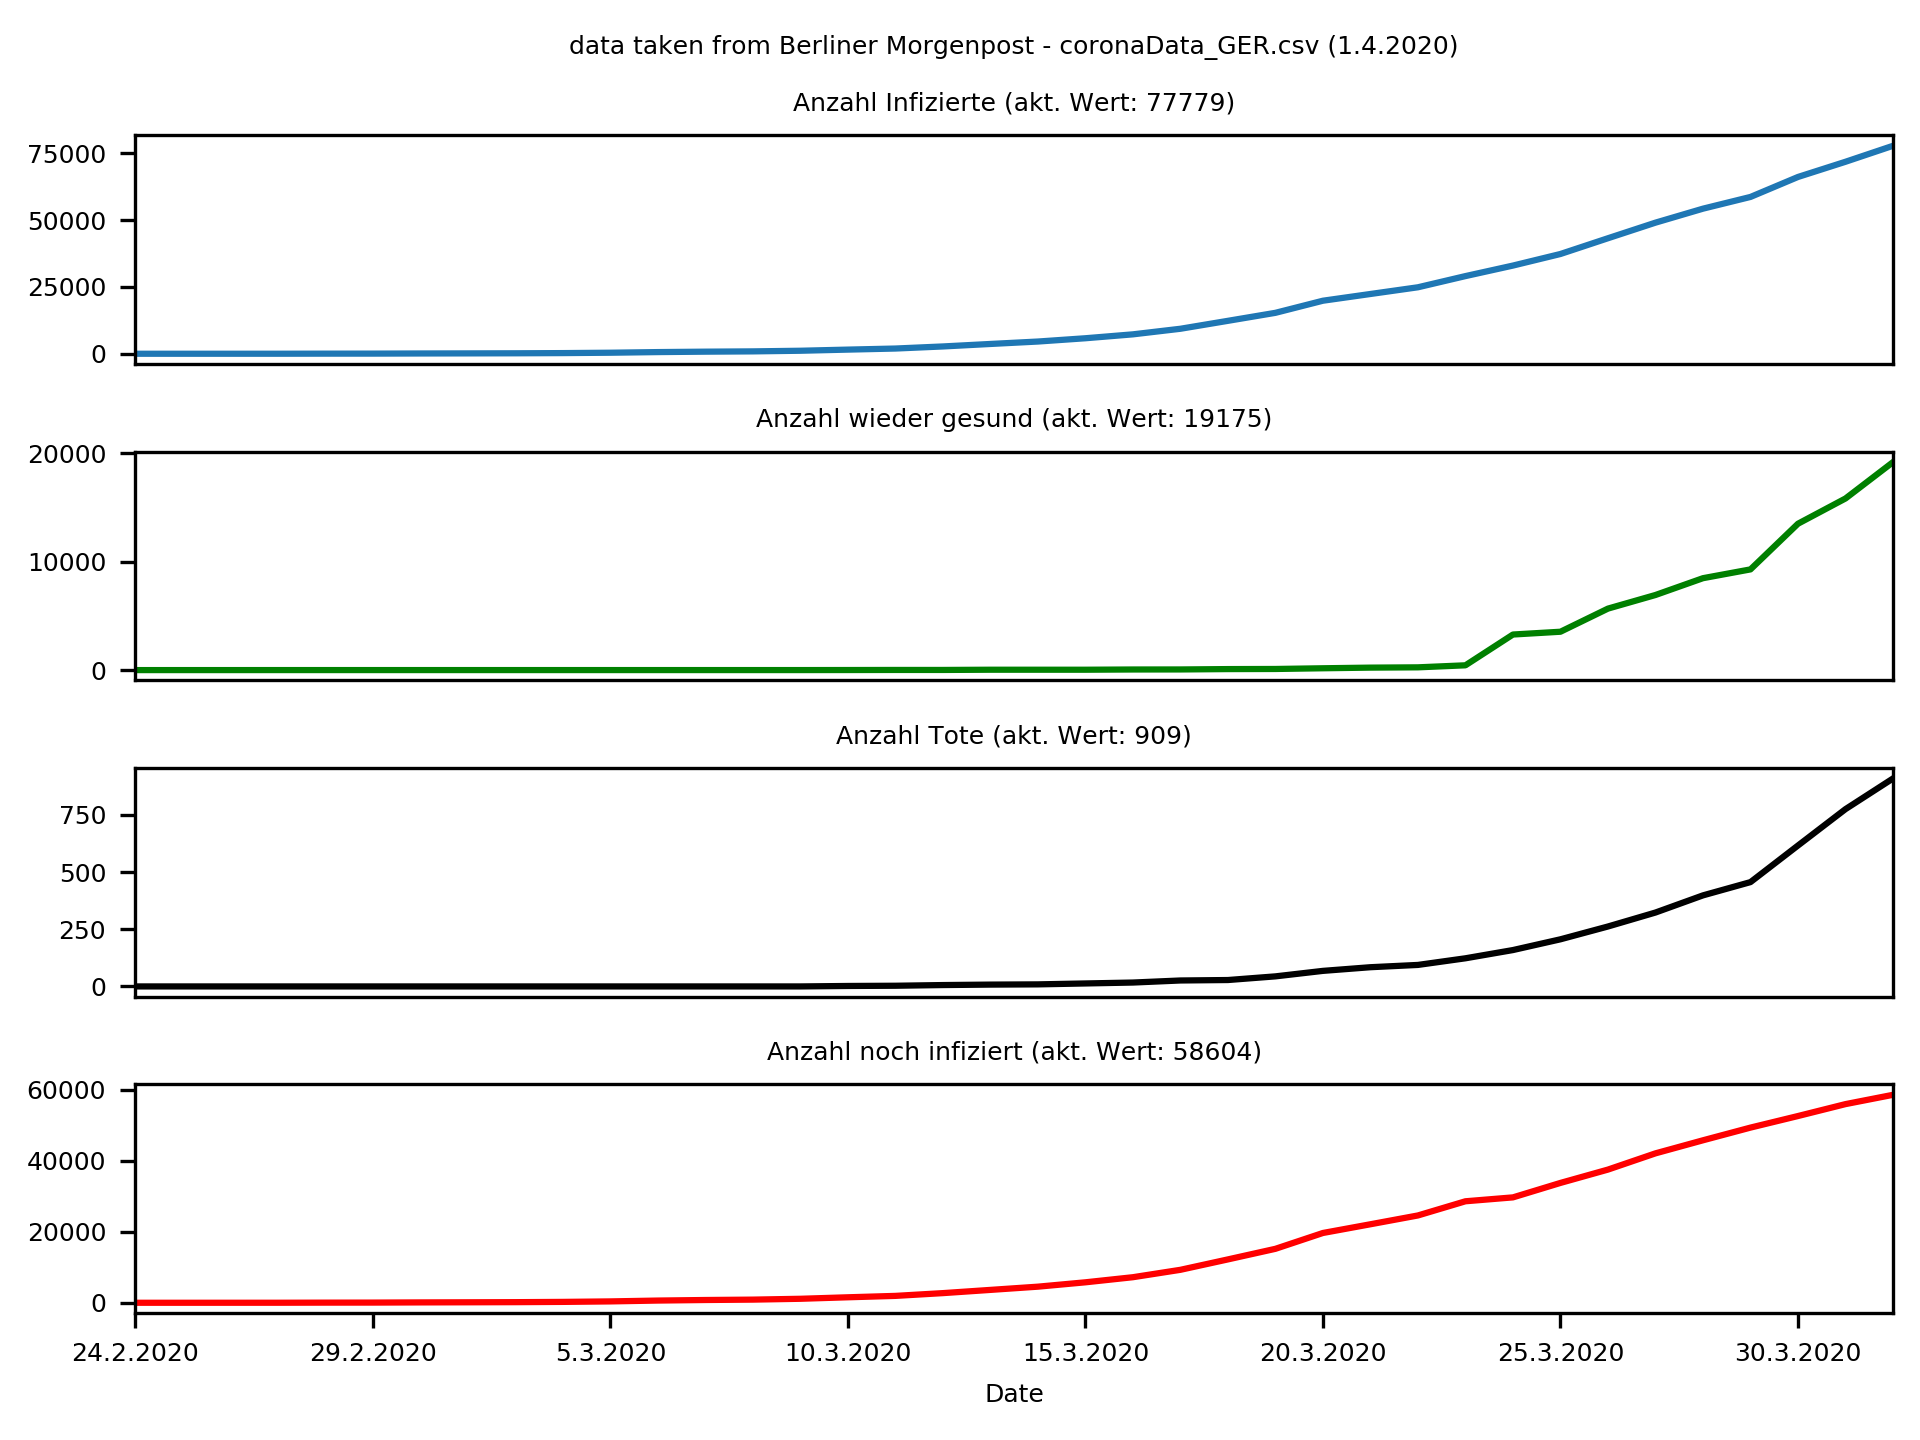 data taken from Berliner Morgenpost - coronaData_GER.csv (1.4.2020)
Anzahl Infizierte (akt. Wert: 77779)
75000
50000
25000
0
Anzahl wieder gesund (akt. Wert: 19175)
20000
10000
0
Anzahl Tote (akt. Wert: 909)
750
500
250
0
Anzahl noch infiziert (akt. Wert: 58604)
60000
40000
20000
0
24.2.2020 29.2.2020 5.3.2020 10.3.2020 15.3.2020 20.3.2020 25.3.2020 30.3.2020
Date